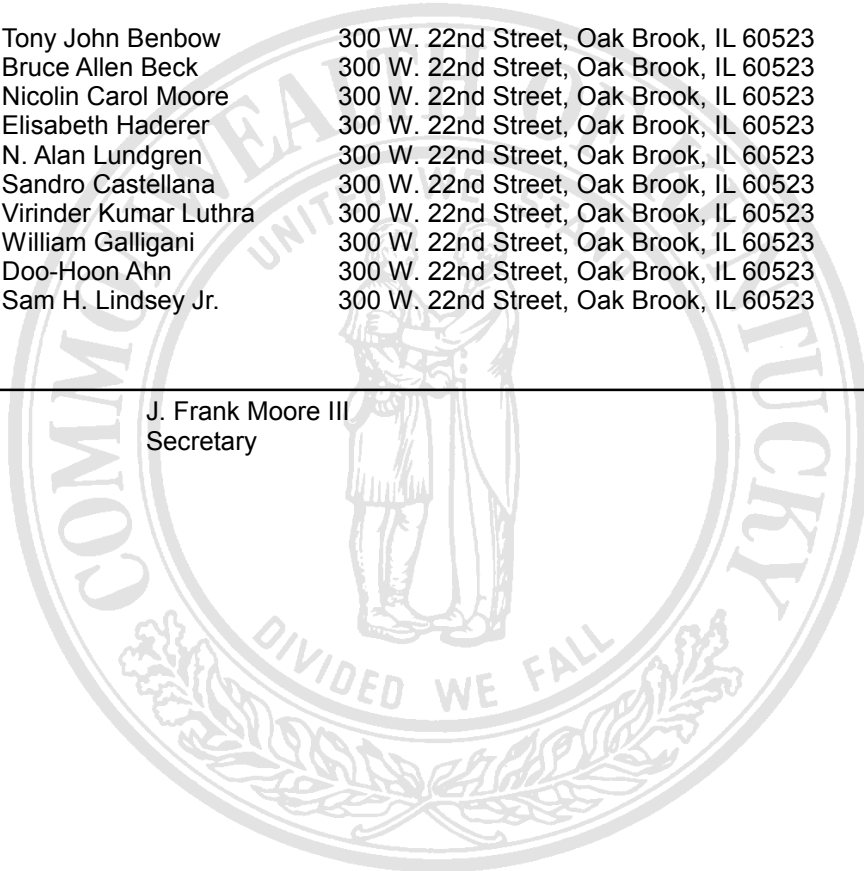 Tony John Benbow 300 W. 22nd Street, Oak Brook, IL 60523
Bruce Allen Beck 300 W. 22nd Street, Oak Brook, IL 60523
Nicolin Carol Moore 300 W. 22nd Street, Oak Brook, IL 60523
Elisabeth Haderer 300 W. 22nd Street, Oak Brook, IL 60523
N. Alan Lundgren 300 W. 22nd Street, Oak Brook, IL 60523
Sandro Castellana 300 W. 22nd Street, Oak Brook, IL 60523
Virinder Kumar Luthra 300 W. 22nd Street, Oak Brook, IL 60523
William Galligani 300 W. 22nd Street, Oak Brook, IL 60523
Doo-Hoon Ahn 300 W. 22nd Street, Oak Brook, IL 60523
Sam H. Lindsey Jr. 300 W. 22nd Street, Oak Brook, IL 60523
J. Frank Moore III
Secretary
COMMONWEALTH OF KENTUCKY
UNITED WE STAND
DIVIDED WE FALL